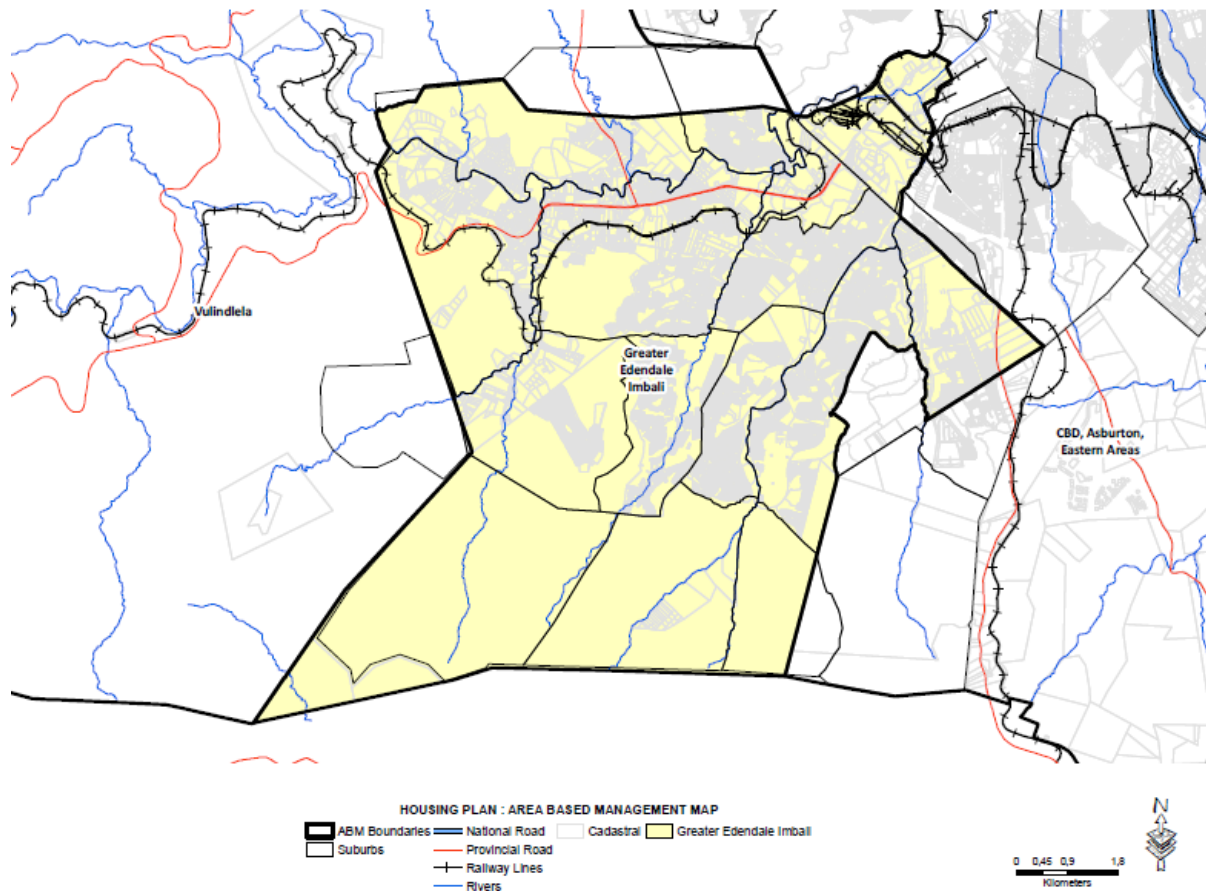 Vulindlela
Greater
Edendale
Imbali
CBD, Asburton,
Eastern Areas
HOUSING PLAN : AREA BASED MANAGEMENT MAP
ABM Boundaries
National Road
Cadastral
Greater Edendale Imbali
Suburbs
Provincial Road
Railway Lines
Rivers
N
0 0,45 0,9 1,8
Kilometers